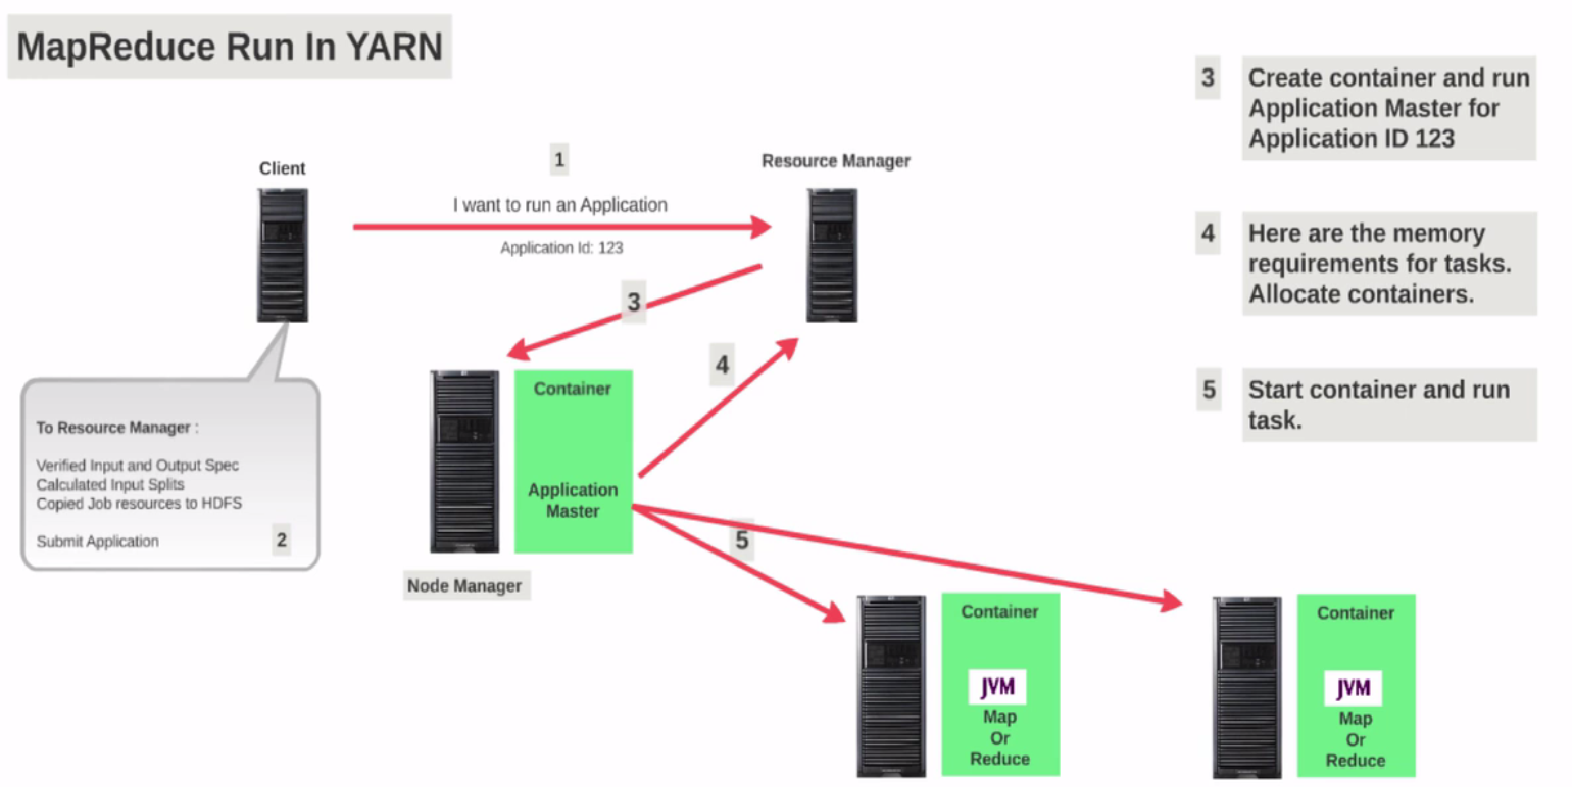 MapReduce Run In YARN
Client
1
I want to run an Application
Application Id: 123
Resource Manager
3
Create container and run
Application Master for
Application ID 123
4
Here are the memory
requirements for tasks.
Allocate containers.
5
Start container and run
task.
3
4
To Resource Manager :
Verified Input and Output Spec
Calculated Input Splits
Copied Job resources to HDFS
Submit Application
2
Container
Application
Master
Node Manager
5
Container
JVM
Map
Or
Reduce
Container
JVM
Map
Or
Reduce